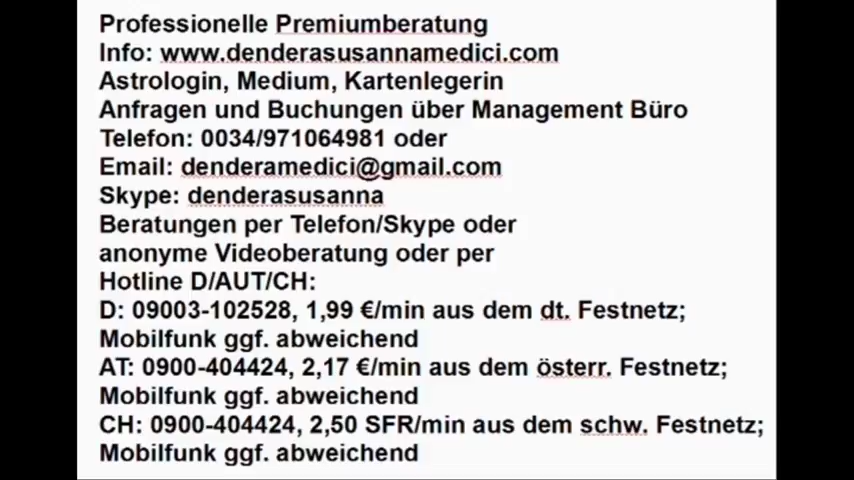 Professionelle Premiumberatung
Info: www.denderasusannamedici.com
Astrologin, Medium, Kartenlegerin
Anfragen und Buchungen über Management Büro
Telefon: 0034/971064981 oder
Email: denderamedici@gmail.com
Skype: denderasusanna
Beratungen per Telefon/Skype oder
anonyme Videoberatung oder per
Hotline D/AUT/CH:
D: 09003-102528, 1,99 €/min aus dem dt. Festnetz;
Mobilfunk ggf. abweichend
AT: 0900-404424, 2,17 €/min aus dem österr. Festnetz;
Mobilfunk ggf. abweichend
CH: 0900-404424, 2,50 SFR/min aus dem schw. Festnetz;
Mobilfunk ggf. abweichend